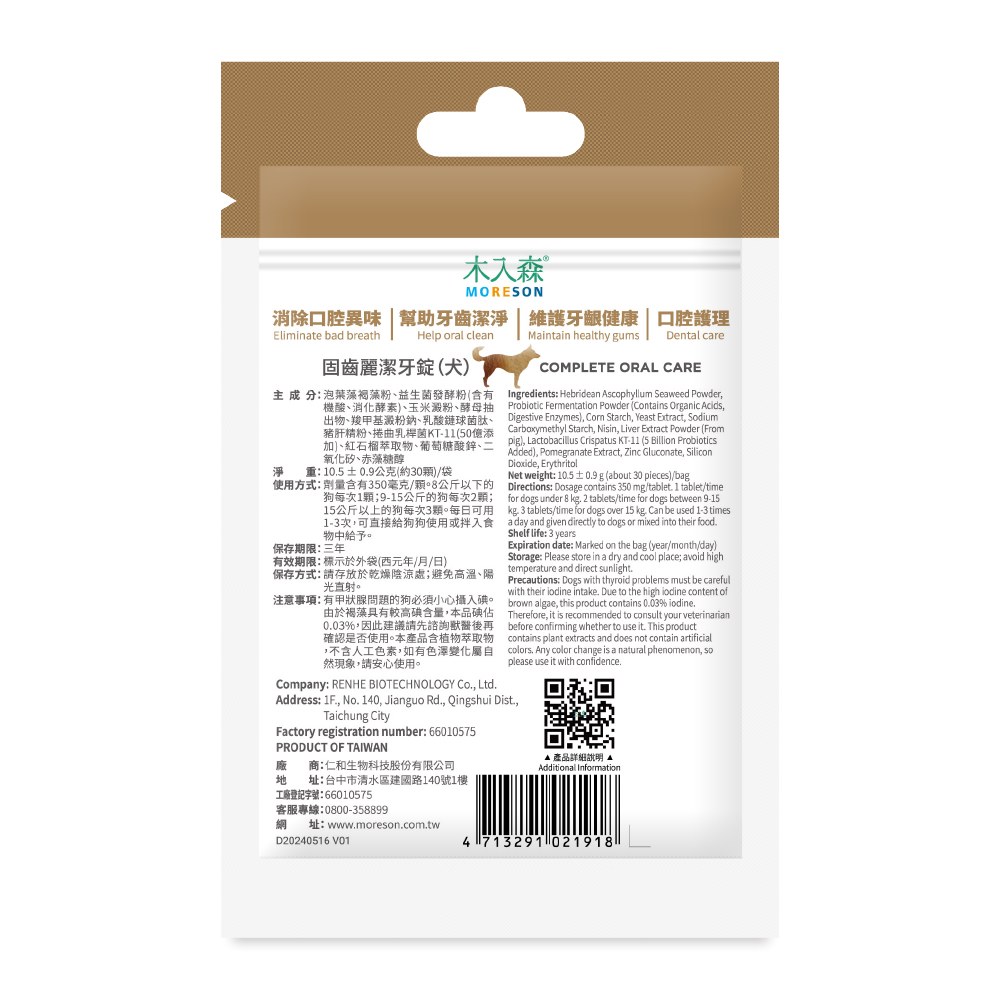 木入森®
MORESON
消除口腔異味 | 幫助牙齒潔淨 | 維護牙齦健康 | 口腔護理
Eliminate bad breath | Help oral clean | Maintain healthy gums | Dental care
固齒麗潔牙錠(犬)
COMPLETE ORAL CARE
主成分:泡葉藻褐藻粉、益生菌發酵粉(含有
機酸、消化酵素)、玉米澱粉、酵母抽
出物、羧甲基澱粉鈉、乳酸鏈球菌肽、
豬肝精粉、捲曲乳桿菌KT-11(50億添
加)、紅石榴萃取物、葡萄糖酸鋅、二
氧化矽、赤藻糖醇
淨重:10.5 ± 0.9公克(約30顆)/袋
使用方式:劑量含有350毫克/顆。8公斤以下的
狗每次1顆;9-15公斤的狗每次2顆;
15公斤以上的狗每次3顆。每日可用
1-3次,可直接給狗狗使用或拌入食
物中給予。
保存期限:三年
有效期限:標示於外袋(西元年/月/日)
保存方式:請存放於乾燥陰涼處;避免高溫、陽
光直射。
注意事項:有甲狀腺問題的狗必須小心攝入碘。
由於褐藻具有較高碘含量,本品碘佔
0.03%,因此建議請先諮詢獸醫後再
確認是否使用。本產品含植物萃取物
,不含人工色素,如有色澤變化屬自
然現象,請安心使用。
Ingredients: Hebridean Ascophyllum Seaweed Powder,
Probiotic Fermentation Powder (Contains Organic Acids,
Digestive Enzymes), Corn Starch, Yeast Extract, Sodium
Carboxymethyl Starch, Nisin, Liver Extract Powder (From
pig), Lactobacillus Crispatus KT-11 (5 Billion Probiotics
Added), Pomegranate Extract, Zinc Gluconate, Silicon
Dioxide, Erythritol
Net weight: 10.5 ± 0.9 g (about 30 pieces)/bag
Directions: Dosage contains 350 mg/tablet. 1 tablet/time
for dogs under 8 kg. 2 tablets/time for dogs between 9-15
kg. 3 tablets/time for dogs over 15 kg. Can be used 1-3 times
a day and given directly to dogs or mixed into their food.
Shelf life: 3 years
Expiration date: Marked on the bag (year/month/day)
Storage: Please store in a dry and cool place; avoid high
temperature and direct sunlight.
Precautions: Dogs with thyroid problems must be careful
with their iodine intake. Due to the high iodine content of
brown algae, this product contains 0.03% iodine.
Therefore, it is recommended to consult your veterinarian
before confirming whether to use it. This product
contains plant extracts and does not contain artificial
colors. Any color change is a natural phenomenon, so
please use it with confidence.
Company: RENHE BIOTECHNOLOGY Co., Ltd.
Address: 1F., No. 140, Jianguo Rd., Qingshui Dist.,
Taichung City
Factory registration number: 66010575
PRODUCT OF TAIWAN
廠商:仁和生物科技股份有限公司
地址:台中市清水區建國路140號1樓
工廠登記字號:66010575
客服專線:0800-358899
網址: www.moreson.com.tw
D20240516 V01
▲ 產品詳細說明 ▲
Additional Information
4 713291 021918